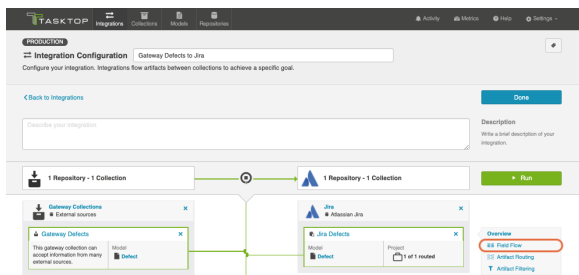 TASKTOP
Integrations
Collections
Models
Repositories
Activity
Metrics
Help
Settings
PRODUCTION
Integration Configuration
Gateway Defects to Jira
Configure your integration. Integrations flow artifacts between collections to achieve a specific goal.
Back to Integrations
Done
Describe your integration
Description
Write a brief description of your
integration.
1 Repository - 1 Collection
1 Repository - 1 Collection
Run
Gateway Collections
External sources
Jira
Atlassian Jira
Gateway Defects
This gateway collection can
accept information from many
external sources.
Model
Defect
Jira Defects
Model
Defect
Project
1 of 1 routed
Overview
Field Flow
Artifact Routing
Artifact Filtering